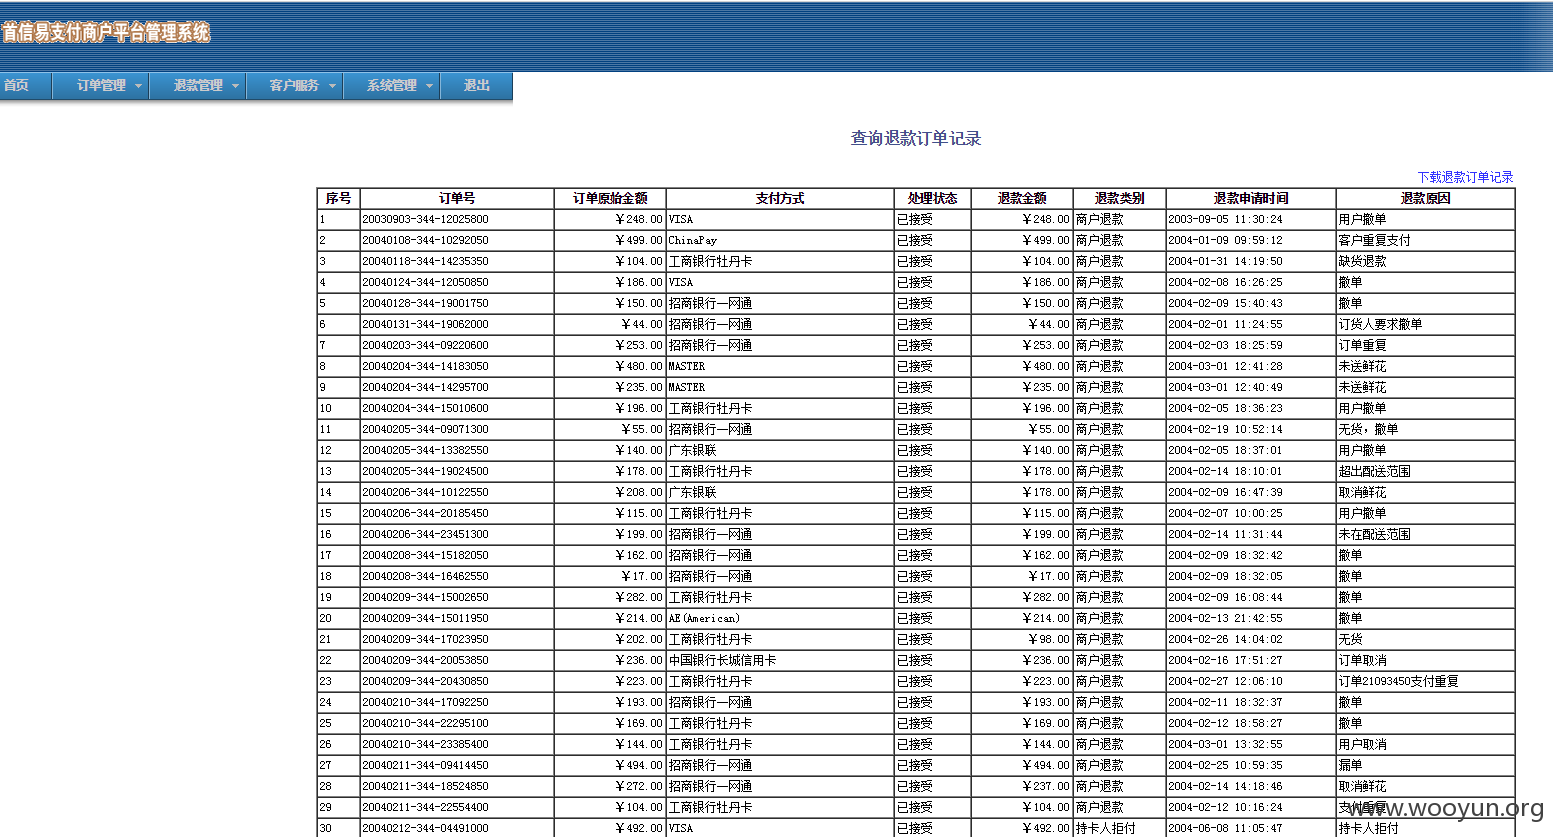 首信易支付商户平台管理系统
首页 订单管理 退款管理 客户服务 系统管理 退出
查询退款订单记录
下载退款订单记录
序号 订单号 订单原始金额 支付方式 处理状态 退款金额 退款类别 退款申请时间 退款原因
1 20030903-344-12025800 ￥248.00 VISA 已接受 ￥248.00 商户退款 2003-09-05 11:30:24 用户撤单
2 20040108-344-10292050 ￥499.00 ChinaPay 已接受 ￥499.00 商户退款 2004-01-09 09:59:12 客户重复支付
3 20040118-344-14235350 ￥104.00 工商银行牡丹卡 已接受 ￥104.00 商户退款 2004-01-31 14:19:50 缺货退款
4 20040124-344-12050850 ￥186.00 VISA 已接受 ￥186.00 商户退款 2004-02-08 16:26:25 撤单
5 20040128-344-19001750 ￥150.00 招商银行一网通 已接受 ￥150.00 商户退款 2004-02-09 15:40:43 撤单
6 20040131-344-19062000 ￥44.00 招商银行一网通 已接受 ￥44.00 商户退款 2004-02-01 11:24:55 订货人要求撤单
7 20040203-344-09220600 ￥253.00 招商银行一网通 已接受 ￥253.00 商户退款 2004-02-03 18:25:59 订单重复
8 20040204-344-14183050 ￥480.00 MASTER 已接受 ￥480.00 商户退款 2004-03-01 12:41:28 未送鲜花
9 20040204-344-14295700 ￥235.00 MASTER 已接受 ￥235.00 商户退款 2004-03-01 12:40:49 未送鲜花
10 20040204-344-15010600 ￥196.00 工商银行牡丹卡 已接受 ￥196.00 商户退款 2004-02-05 18:36:23 用户撤单
11 20040205-344-09071300 ￥55.00 招商银行一网通 已接受 ￥55.00 商户退款 2004-02-19 10:52:14 无货，撤单
12 20040205-344-13382550 ￥140.00 广东银联 已接受 ￥140.00 商户退款 2004-02-05 18:37:01 用户撤单
13 20040205-344-19024500 ￥178.00 工商银行牡丹卡 已接受 ￥178.00 商户退款 2004-02-14 18:10:01 超出配送范围
14 20040206-344-10122550 ￥208.00 广东银联 已接受 ￥178.00 商户退款 2004-02-09 16:47:39 取消鲜花
15 20040206-344-20185450 ￥115.00 工商银行牡丹卡 已接受 ￥115.00 商户退款 2004-02-07 10:00:25 用户撤单
16 20040206-344-23451300 ￥199.00 招商银行一网通 已接受 ￥199.00 商户退款 2004-02-14 11:31:44 未在配送范围
17 20040208-344-15182050 ￥162.00 招商银行一网通 已接受 ￥162.00 商户退款 2004-02-09 18:32:42 撤单
18 20040208-344-16462550 ￥17.00 招商银行一网通 已接受 ￥17.00 商户退款 2004-02-09 18:32:05 撤单
19 20040209-344-15002650 ￥282.00 工商银行牡丹卡 已接受 ￥282.00 商户退款 2004-02-09 16:08:44 撤单
20 20040209-344-15011950 ￥214.00 AE(American) 已接受 ￥214.00 商户退款 2004-02-13 21:42:55 撤单
21 20040209-344-17023950 ￥202.00 工商银行牡丹卡 已接受 ￥98.00 商户退款 2004-02-26 14:04:02 无货
22 20040209-344-20053850 ￥236.00 中国银行长城信用卡 已接受 ￥236.00 商户退款 2004-02-16 17:51:27 订单取消
23 20040209-344-20430850 ￥223.00 工商银行牡丹卡 已接受 ￥223.00 商户退款 2004-02-27 12:06:10 订单21093450支付重复
24 20040210-344-17092250 ￥193.00 招商银行一网通 已接受 ￥193.00 商户退款 2004-02-11 18:32:37 撤单
25 20040210-344-22295100 ￥169.00 工商银行牡丹卡 已接受 ￥169.00 商户退款 2004-02-12 18:58:27 撤单
26 20040210-344-23385400 ￥144.00 工商银行牡丹卡 已接受 ￥144.00 商户退款 2004-03-01 13:32:55 用户取消
27 20040211-344-09414450 ￥494.00 招商银行一网通 已接受 ￥494.00 商户退款 2004-02-25 10:59:35 漏单
28 20040211-344-18524850 ￥272.00 招商银行一网通 已接受 ￥237.00 商户退款 2004-02-14 14:18:46 取消鲜花
29 20040211-344-22554400 ￥104.00 工商银行牡丹卡 已接受 ￥104.00 商户退款 2004-02-12 10:16:24 支付重复
www.wooyun.org
30 20040212-344-04491000 ￥492.00 VISA 已接受 ￥492.00 持卡人拒付 2004-06-08 11:05:47 持卡人拒付